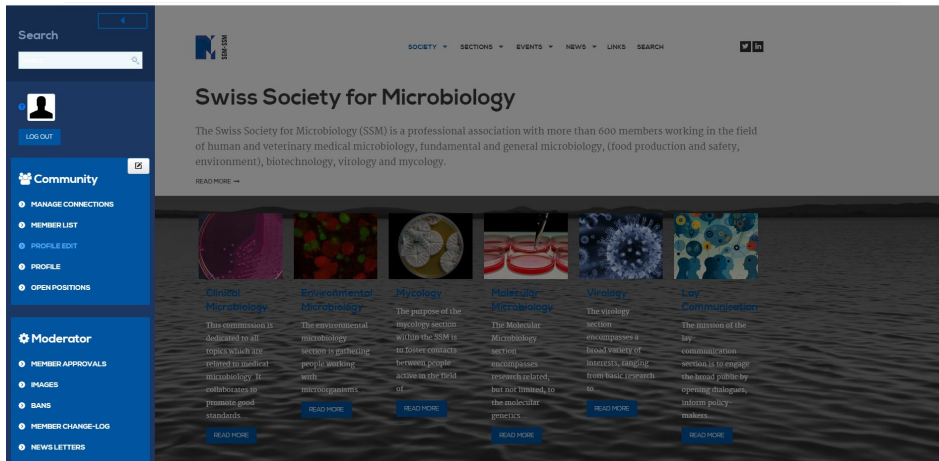 Search
LOG OUT
Community
MANAGE CONNECTIONS
MEMBER LIST
PROFILE EDIT
PROFILE
OPEN POSITIONS
Moderator
MEMBER APPROVALS
IMAGES
BANS
MEMBER CHANGE-LOG
NEWS LETTERS
SGM-SSM
SOCIETY
SECTIONS
EVENTS
NEWS
LINKS
SEARCH
in
Swiss Society for Microbiology
The Swiss Society for Microbiology (SSM) is a professional association with more than 600 members working in the field
of human and veterinary medical microbiology, fundamental and general microbiology, (food production and safety,
environment), biotechnology, virology and mycology.
READ MORE →
Clinical
Microbiology
This commission is
dedicated to all
topics which are
related to medical
microbiology. It
collaborates to
promote good
standards...
READ MORE
Environmental
Microbiology
The environmental
microbiology
section is gathering
people working
with
microorganisms...
READ MORE
Mycology
The purpose of the
mycology section
within the SSM is
to foster contacts
between people
active in the field
of...
READ MORE
Molecular
Microbiology
The Molecular
Microbiology
section
encompasses
research related,
but not limited, to
the molecular
genetics...
READ MORE
Virology
The virology
section
encompasses a
broad variety of
interests, ranging
from basic research
to...
READ MORE
Lay
Communication
The mission of the
lay
communication
section is to engage
the broad public by
opening dialogues,
inform policy-
makers...
READ MORE